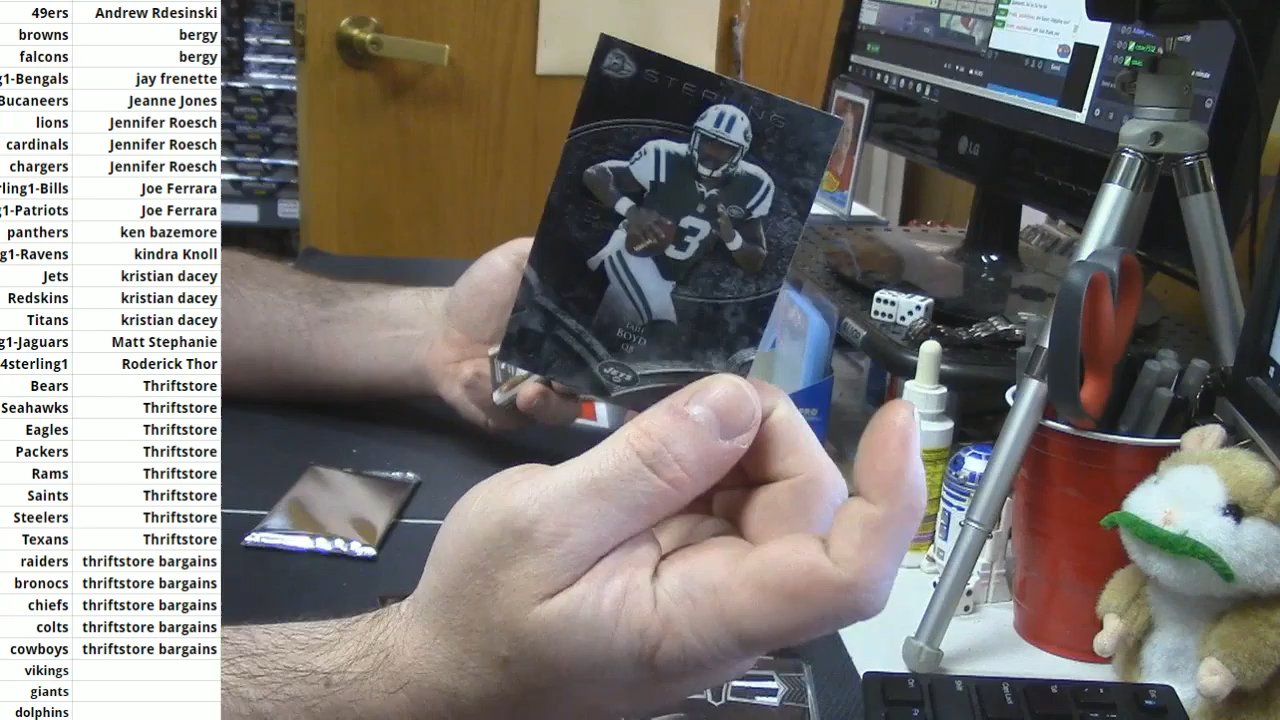 49ers Andrew Rdesinski
browns bergy
falcons bergy
g1-Bengals jay frenette
Bucaneers Jeanne Jones
lions Jennifer Roesch
cardinals Jennifer Roesch
chargers Jennifer Roesch
rling1-Bills Joe Ferrara
g1-Patriots Joe Ferrara
panthers ken bazemore
g1-Ravens kindra Knoll
Jets kristian dacey
Redskins kristian dacey
Titans kristian dacey
g1-Jaguars Matt Stephanie
4sterling1 Roderick Thor
Bears Thriftstore
Seahawks Thriftstore
Eagles Thriftstore
Packers Thriftstore
Rams Thriftstore
Saints Thriftstore
Steelers Thriftstore
Texans Thriftstore
raiders thriftstore bargains
bronocs thriftstore bargains
chiefs thriftstore bargains
colts thriftstore bargains
cowboys thriftstore bargains
vikings
giants
dolphins
STERLING
3
TAJH
BOYD
QB
JETS
LG